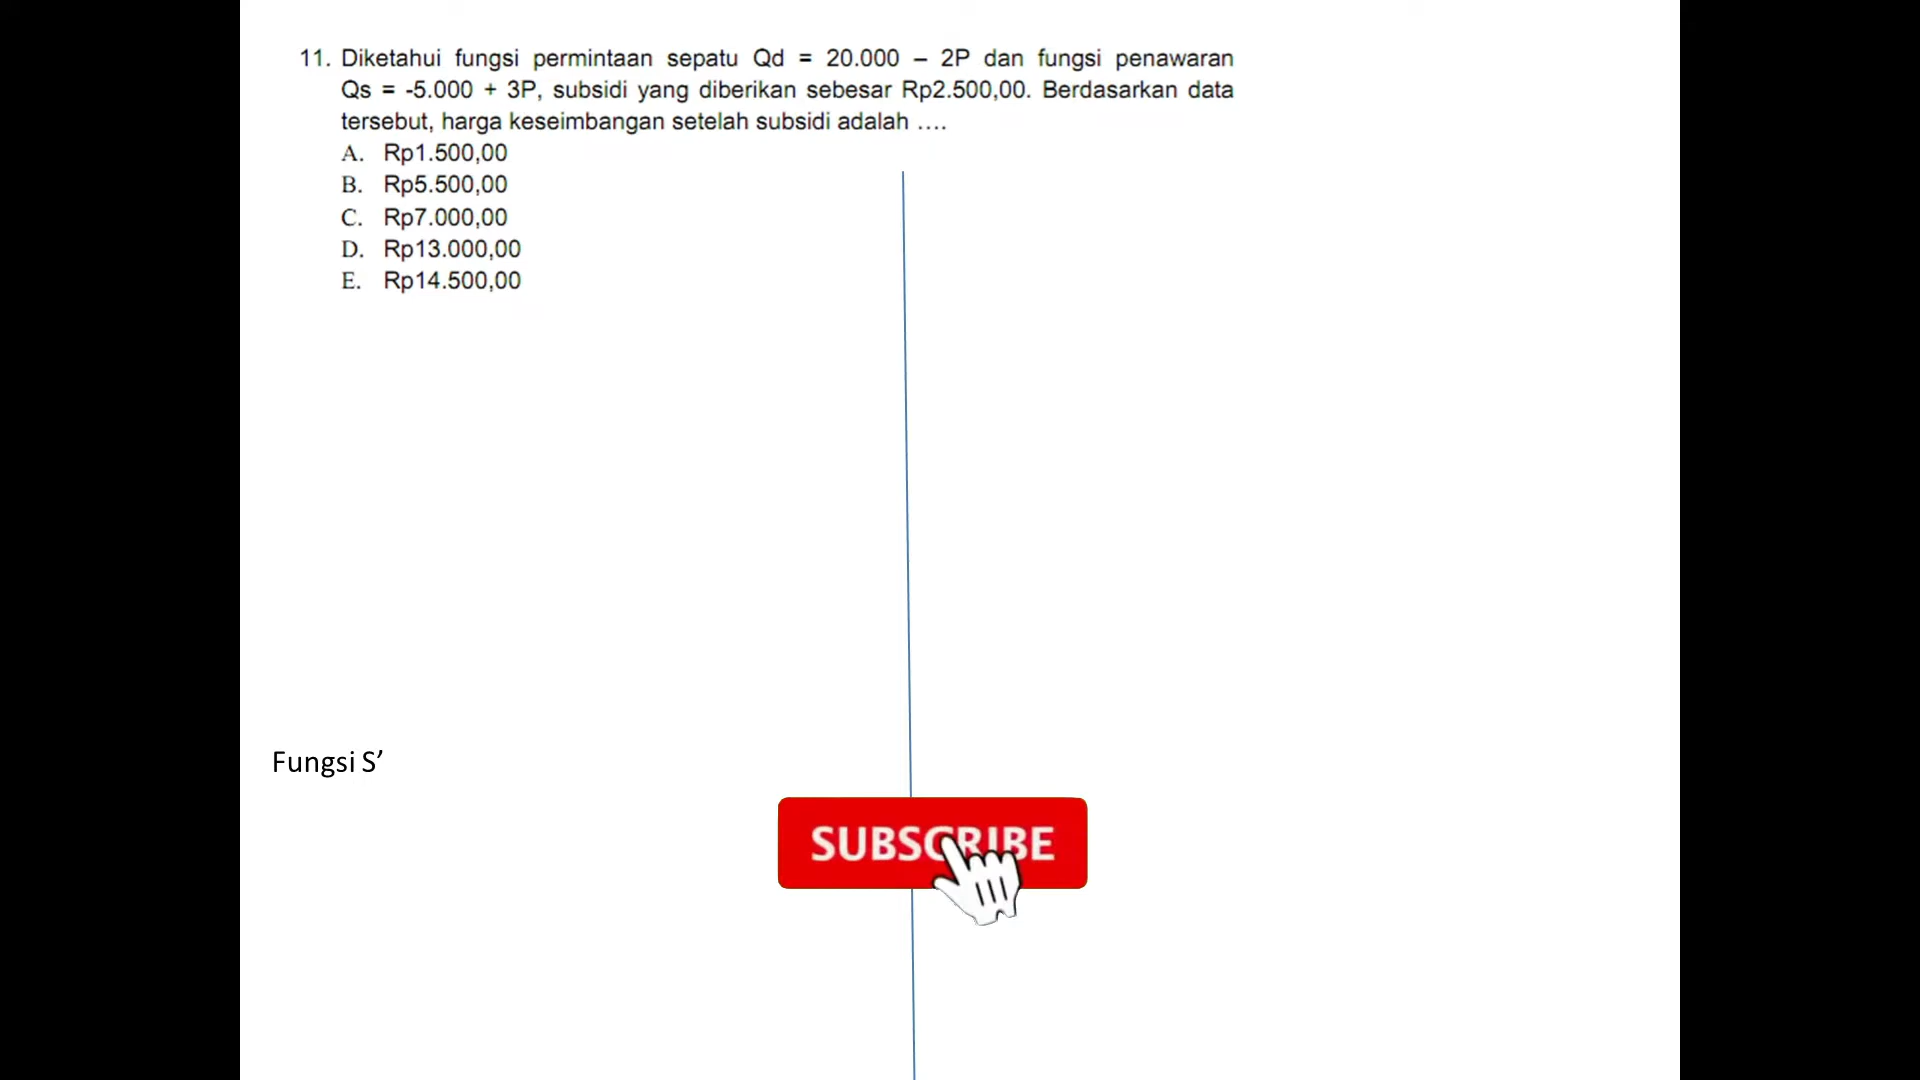 11. Diketahui fungsi permintaan sepatu Qd = 20.000 – 2P dan fungsi penawaran
Qs = -5.000 + 3P, subsidi yang diberikan sebesar Rp2.500,00. Berdasarkan data
tersebut, harga keseimbangan setelah subsidi adalah ....
A. Rp1.500,00
B. Rp5.500,00
C. Rp7.000,00
D. Rp13.000,00
E. Rp14.500,00
Fungsi S’
SUBSCRIBE